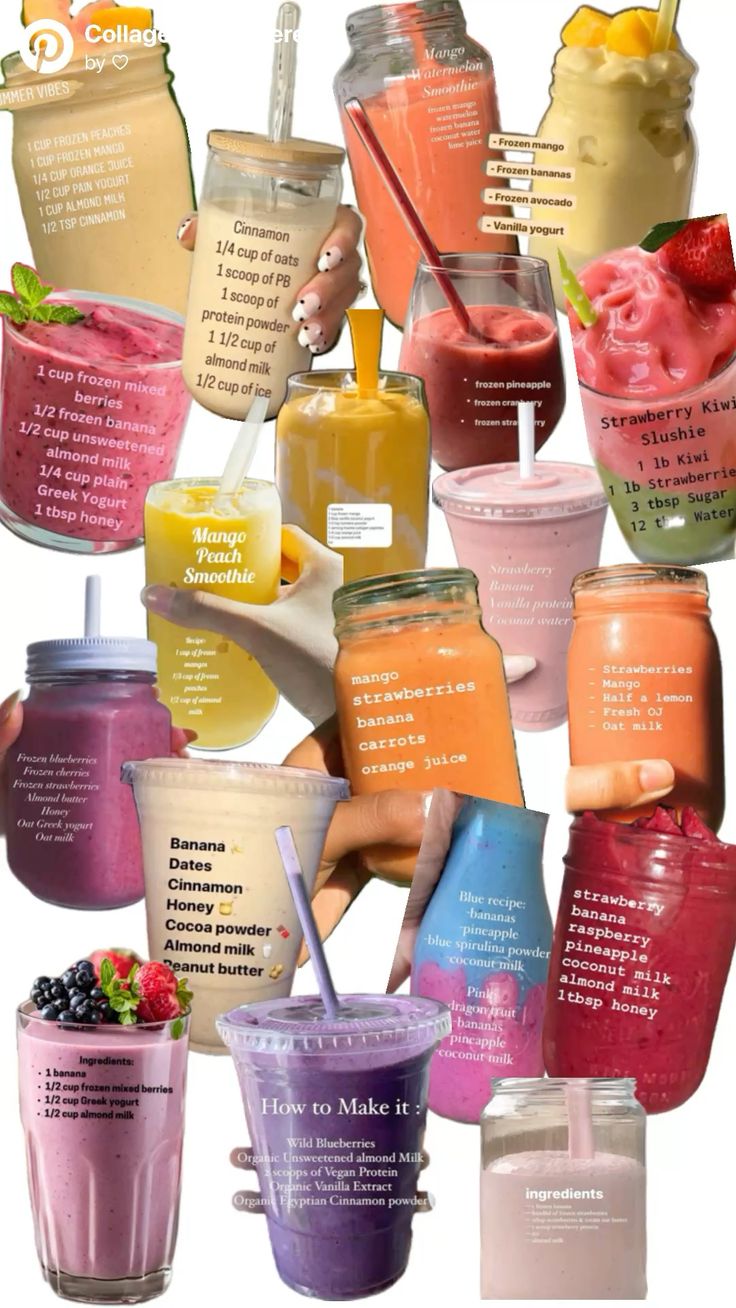 Collage
by ♡
SUMMER VIBES
1 CUP FROZEN PEACHES
1 CUP FROZEN MANGO
1/4 CUP ORANGE JUICE
1/2 CUP PAIN YOGURT
1 CUP ALMOND MILK
1/2 TSP CINNAMON
Cinnamon
1/4 cup of oats
1 scoop of PB
1 scoop of
protein powder
1 1/2 cup of
almond milk
1/2 cup of ice
Mango
Watermelon
Smoothie
frozen mango
watermelon
frozen banana
coconut water
lime juice
- Frozen mango
- Frozen bananas
- Frozen avocado
- Vanilla yogurt
1 cup frozen mixed
berries
1/2 frozen banana
1/2 cup unsweetened
almond milk
1/4 cup plain
Greek Yogurt
1 tbsp honey
• frozen pineapple
• frozen cranberry
• frozen strawberry
Strawberry Kiwi
Slushie
1 lb Kiwi
1 lb Strawberries
3 tbsp Sugar
12 Water
Mango
Peach
Smoothie
Recipe:
1 cup of frozen
mangos
1/3 cup of frozen
peaches
1/2 cup of almond
milk
Strawberry
Banana
Vanilla protein
Coconut water
mango
strawberries
banana
carrots
orange juice
- Strawberries
- Mango
- Half a lemon
- Fresh OJ
- Oat milk
Frozen blueberries
Frozen cherries
Frozen strawberries
Almond butter
Honey
Oat Greek yogurt
Oat milk
Banana
Dates
Cinnamon
Honey 🍯
Cocoa powder 🍫
Almond milk 🥛
Peanut butter 🥜
Blue recipe:
-bananas
-pineapple
-blue spirulina powder
-coconut milk
Pink
dragon fruit
-bananas
pineapple
-coconut milk
strawberry
banana
raspberry
pineapple
coconut milk
almond milk
1tbsp honey
Ingredients:
• 1 banana
• 1/2 cup frozen mixed berries
• 1/2 cup Greek yogurt
• 1/2 cup almond milk
How to Make it :
Wild Blueberries
Organic Unsweetened almond Milk
2 scoops of Vegan Protein
Organic Vanilla Extract
Organic Egyptian Cinnamon powder
ingredients